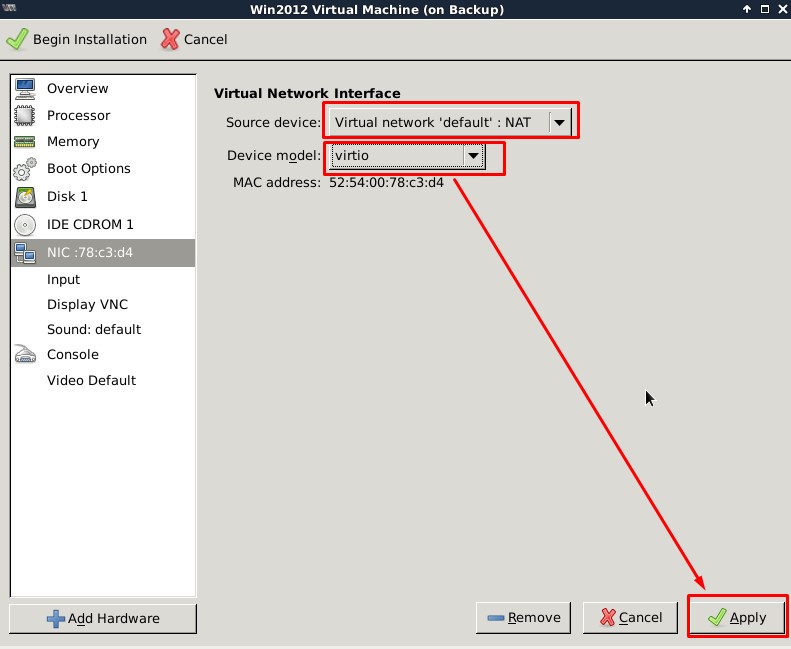 Win2012 Virtual Machine (on Backup)
Begin Installation Cancel
Overview
Processor
Memory
Boot Options
Disk 1
IDE CDROM 1
NIC :78:c3:d4
Input
Display VNC
Sound: default
Console
Video Default
Add Hardware
Virtual Network Interface
Source device: Virtual network 'default' : NAT
Device model: virtio
MAC address: 52:54:00:78:c3:d4
Remove Cancel Apply